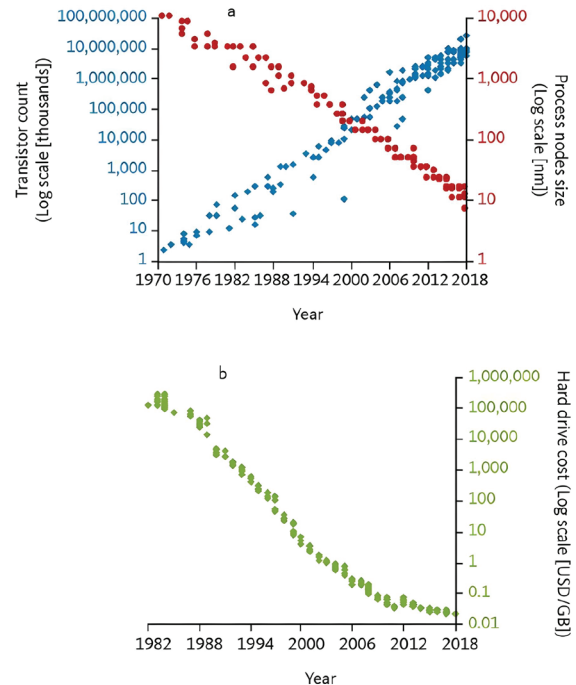 a
100,000,000
10,000,000
1,000,000
100,000
10,000
1,000
100
10
1
Transistor count
(Log scale [thousands])
10,000
1,000
100
10
1
Process nodes size
(Log scale [nm])
1970 1976 1982 1988 1994 2000 2006 2012 2018
Year
b
1,000,000
100,000
10,000
1,000
100
10
1
0.1
0.01
Hard drive cost (Log scale [USD/GB])
1982 1988 1994 2000 2006 2012 2018
Year